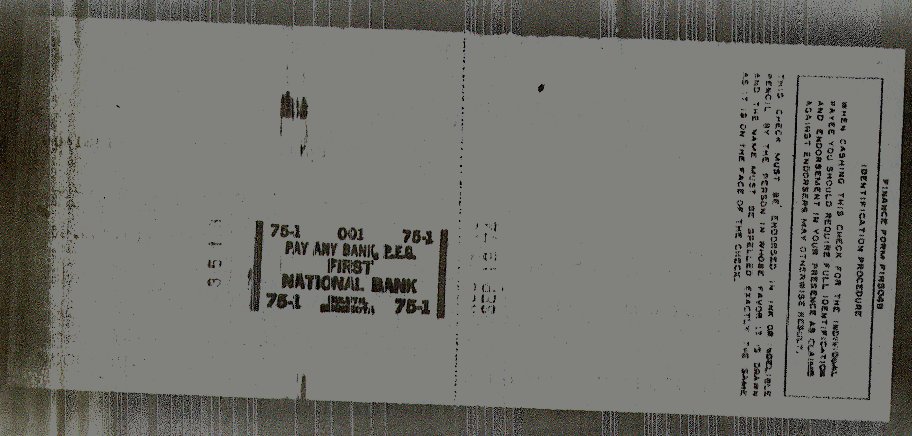 FINANCE FORM FIRS04B
IDENTIFICATION PROCEDURE
WHEN CASHING THIS CHECK FOR THE INDIVIDUAL
PAYEE YOU SHOULD REQUIRE FULL IDENTIFICATION
AND ENDORSEMENT IN YOUR PRESENCE AS CLAIMS
AGAINST ENDORSERS MAY OTHERWISE RESULT.
THIS CHECK MUST BE ENDORSED IN INK OR INDELIBLE
PENCIL BY THE PERSON IN WHOSE FAVOR IT IS DRAWN
AND THE NAME MUST BE SPELLED EXACTLY THE SAME
AS IT IS ON THE FACE OF THE CHECK.
75-1 001 75-1
PAY ANY BANK, P.E.G.
FIRST
NATIONAL BANK
75-1 75-1